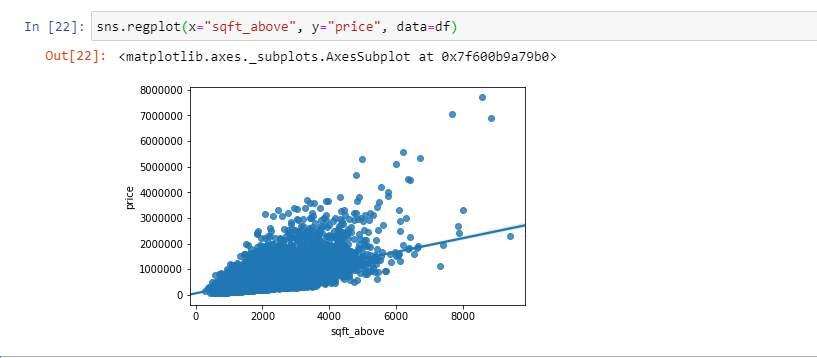 In [22]: sns.regplot(x="sqft_above", y="price", data=df)
Out[22]: <matplotlib.axes._subplots.AxesSubplot at 0x7f600b9a79b0>
8000000
7000000
6000000
5000000
4000000
3000000
2000000
1000000
0
price
0 2000 4000 6000 8000
sqft_above